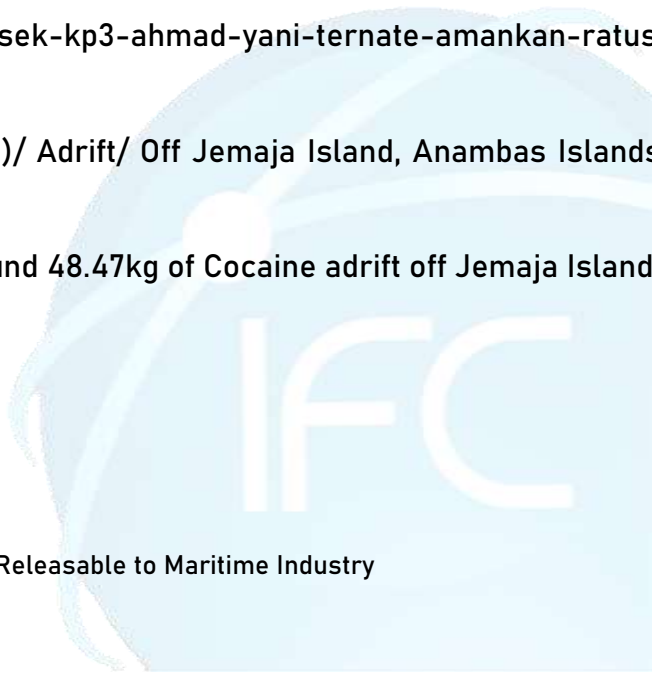 sek-kp3-ahmad-yani-ternate-amankan-ratus
)/ Adrift/ Off Jemaja Island, Anambas Islands
und 48.47kg of Cocaine adrift off Jemaja Island
IFC
Releasable to Maritime Industry